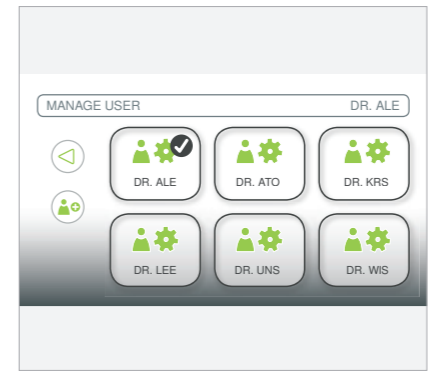 MANAGE USER DR. ALE
DR. ALE DR. ATO DR. KRS
DR. LEE DR. UNS DR. WIS